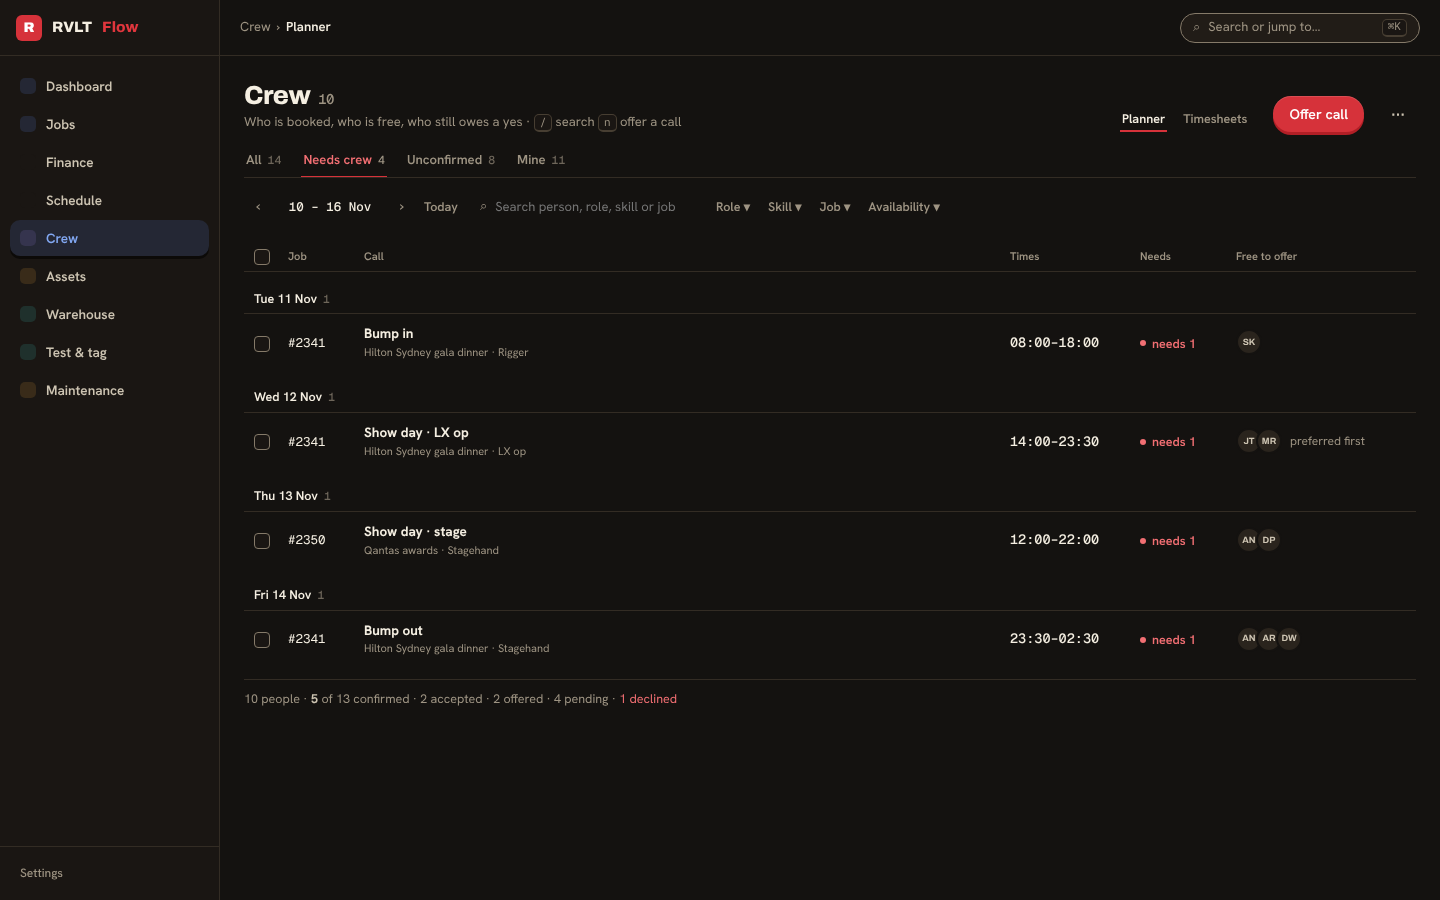 R RVLT Flow
Crew › Planner
Search or jump to... ⌘K
Dashboard
Jobs
Finance
Schedule
Crew
Assets
Warehouse
Test & tag
Maintenance
Settings
Crew 10
Who is booked, who is free, who still owes a yes · / search n offer a call
Planner Timesheets Offer call ···
All 14 Needs crew 4 Unconfirmed 8 Mine 11
‹ 10 – 16 Nov › Today Search person, role, skill or job Role ▾ Skill ▾ Job ▾ Availability ▾
Job Call Times Needs Free to offer
Tue 11 Nov 1
#2341 Bump in 08:00–18:00 needs 1 SK
Hilton Sydney gala dinner · Rigger
Wed 12 Nov 1
#2341 Show day · LX op 14:00–23:30 needs 1 JT MR preferred first
Hilton Sydney gala dinner · LX op
Thu 13 Nov 1
#2350 Show day · stage 12:00–22:00 needs 1 AN DP
Qantas awards · Stagehand
Fri 14 Nov 1
#2341 Bump out 23:30–02:30 needs 1 AN AR DW
Hilton Sydney gala dinner · Stagehand
10 people · 5 of 13 confirmed · 2 accepted · 2 offered · 4 pending · 1 declined